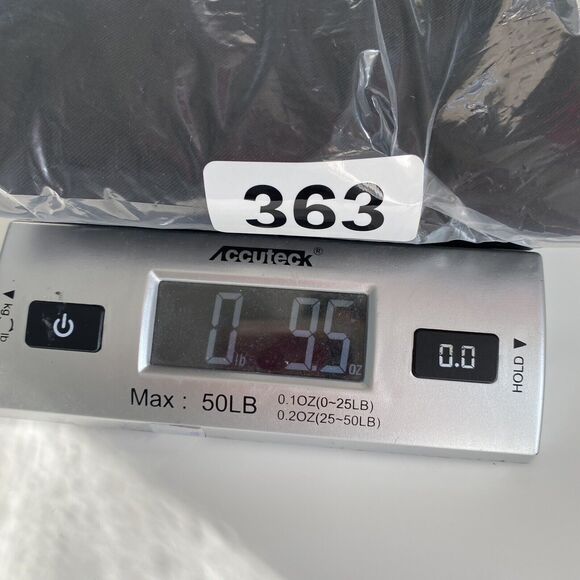 363
Accuteck®
kg lb
0 lb 9.5 oz
0.0
HOLD
Max : 50LB
0.1OZ(0~25LB)
0.2OZ(25~50LB)